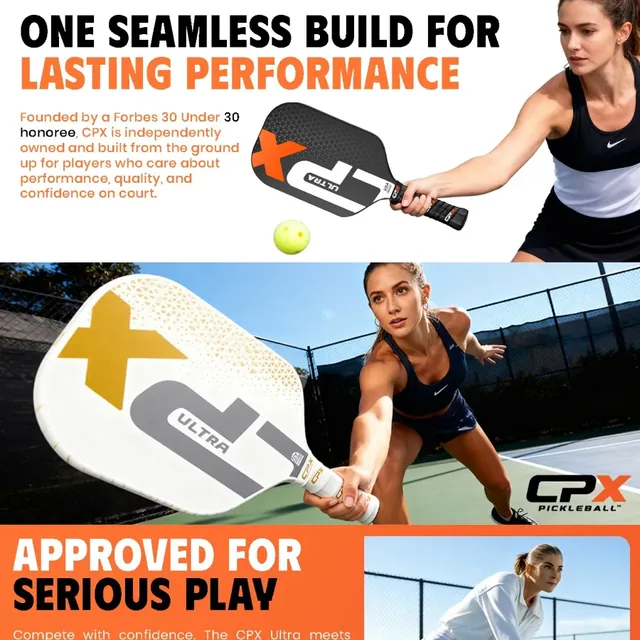 ONE SEAMLESS BUILD FOR
LASTING PERFORMANCE
Founded by a Forbes 30 Under 30
honoree, CPX is independently
owned and built from the ground
up for players who care about
performance, quality, and
confidence on court.
ULTRA
CPX
ULTRA
CPX
CPX
PICKLEBALL™
APPROVED FOR
SERIOUS PLAY
Compete with confidence. The CPX Ultra meets